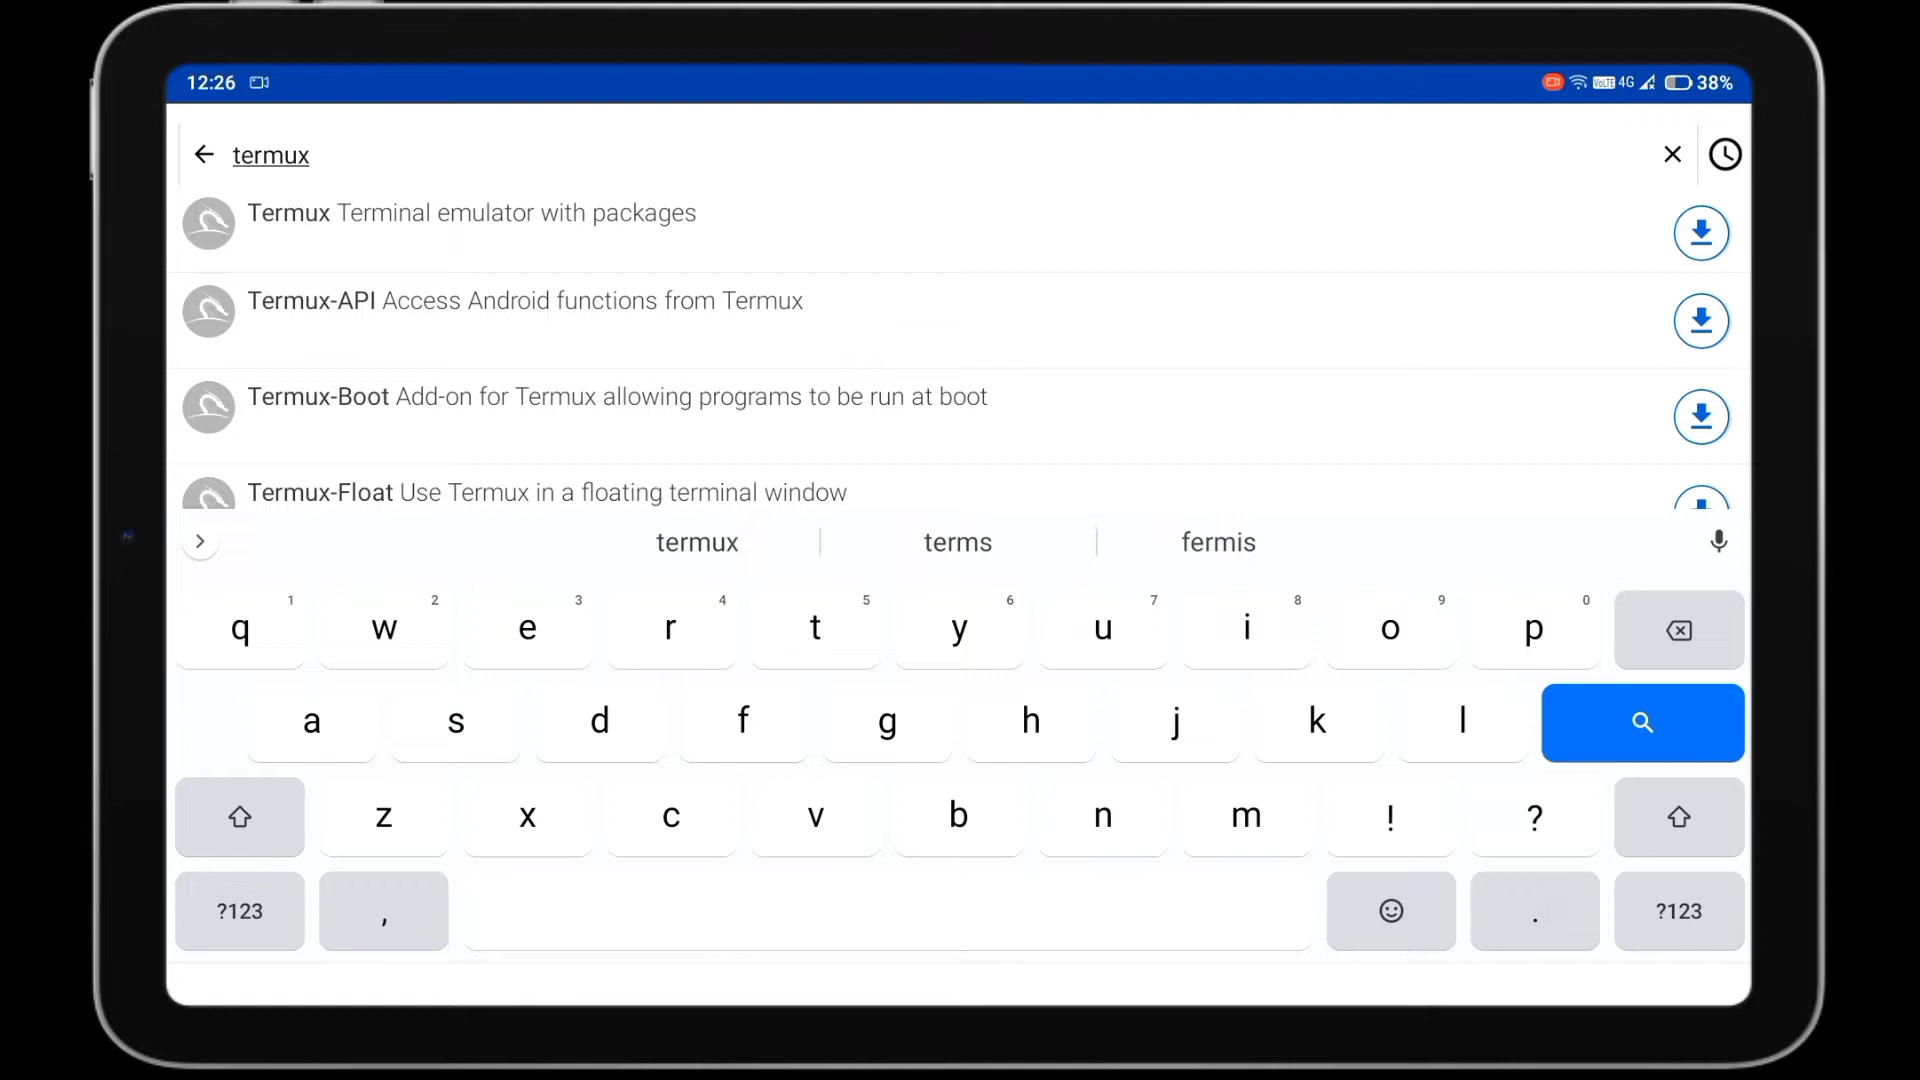 12:26 VoLTE 4G 38%
termux
Termux Terminal emulator with packages
Termux-API Access Android functions from Termux
Termux-Boot Add-on for Termux allowing programs to be run at boot
Termux-Float Use Termux in a floating terminal window
termux terms fermis
1 2 3 4 5 6 7 8 9 0
q w e r t y u i o p
a s d f g h j k l
z x c v b n m ! ?
?123 , . ?123